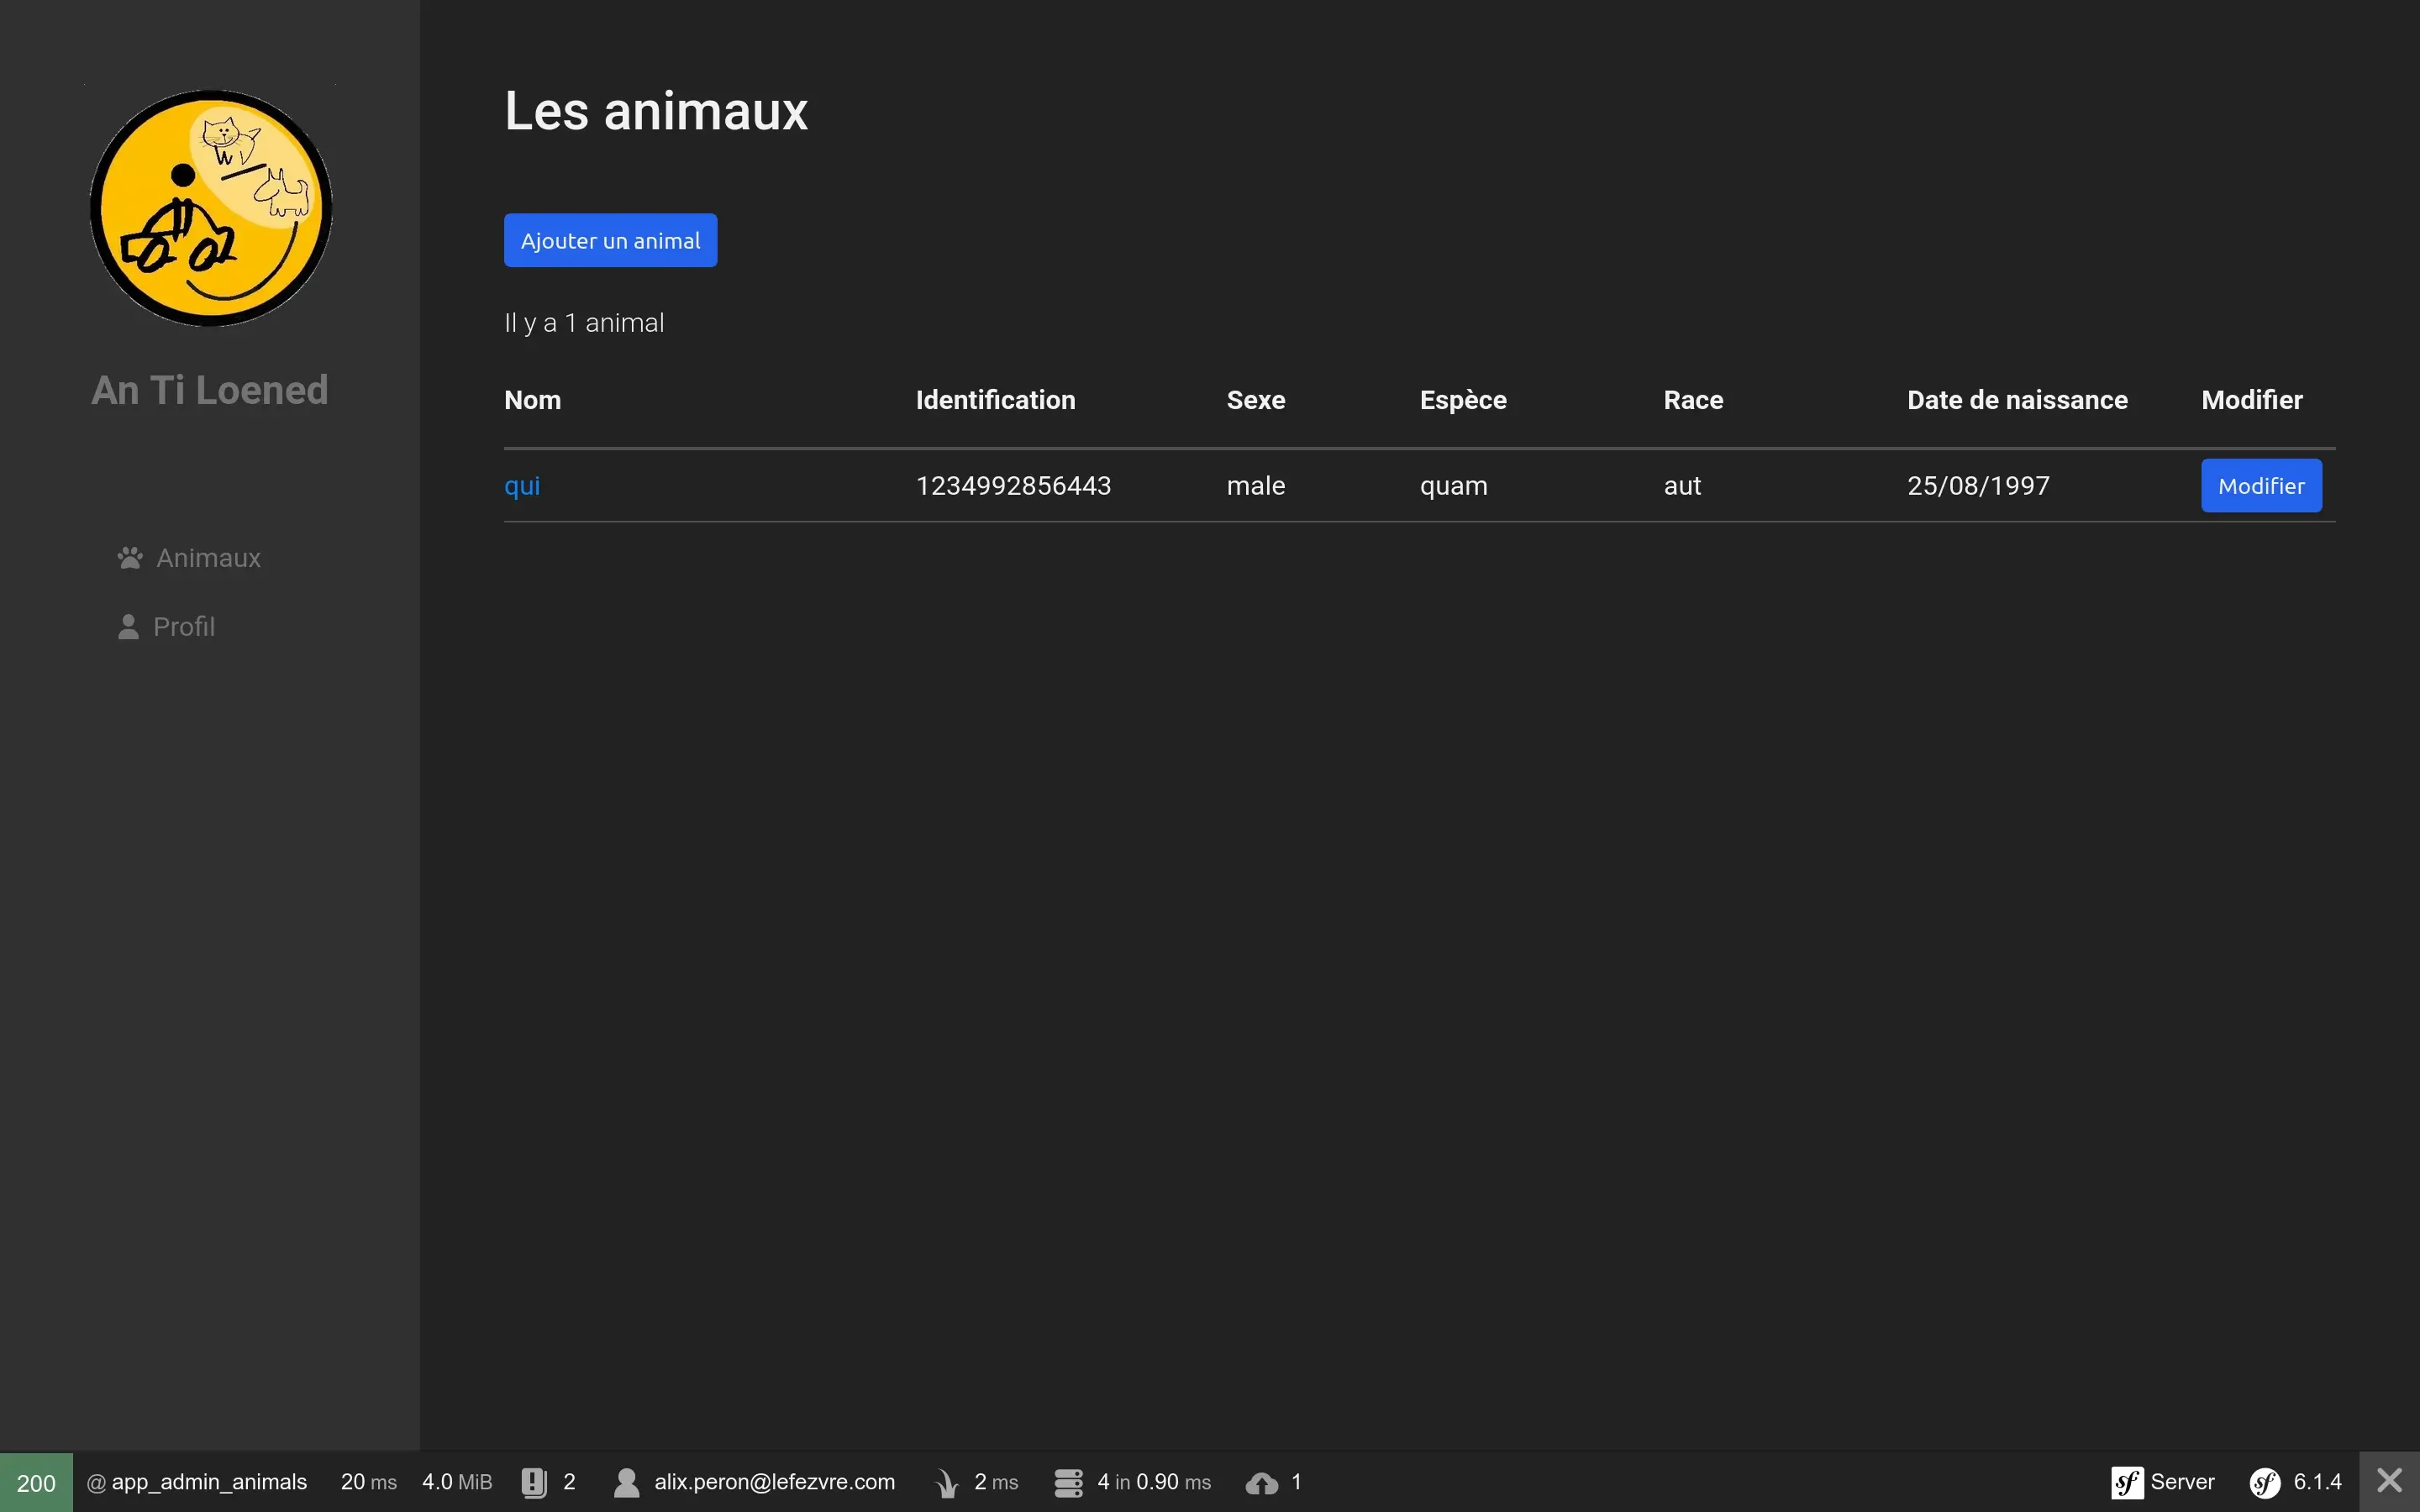 An Ti Loened
Animaux
Profil
Les animaux
Ajouter un animal
Il y a 1 animal
Nom Identification Sexe Espèce Race Date de naissance Modifier
qui 1234992856443 male quam aut 25/08/1997 Modifier
200 @ app_admin_animals 20 ms 4.0 MiB 2 alix.peron@lefezvre.com 2 ms 4 in 0.90 ms 1 sf Server sf 6.1.4